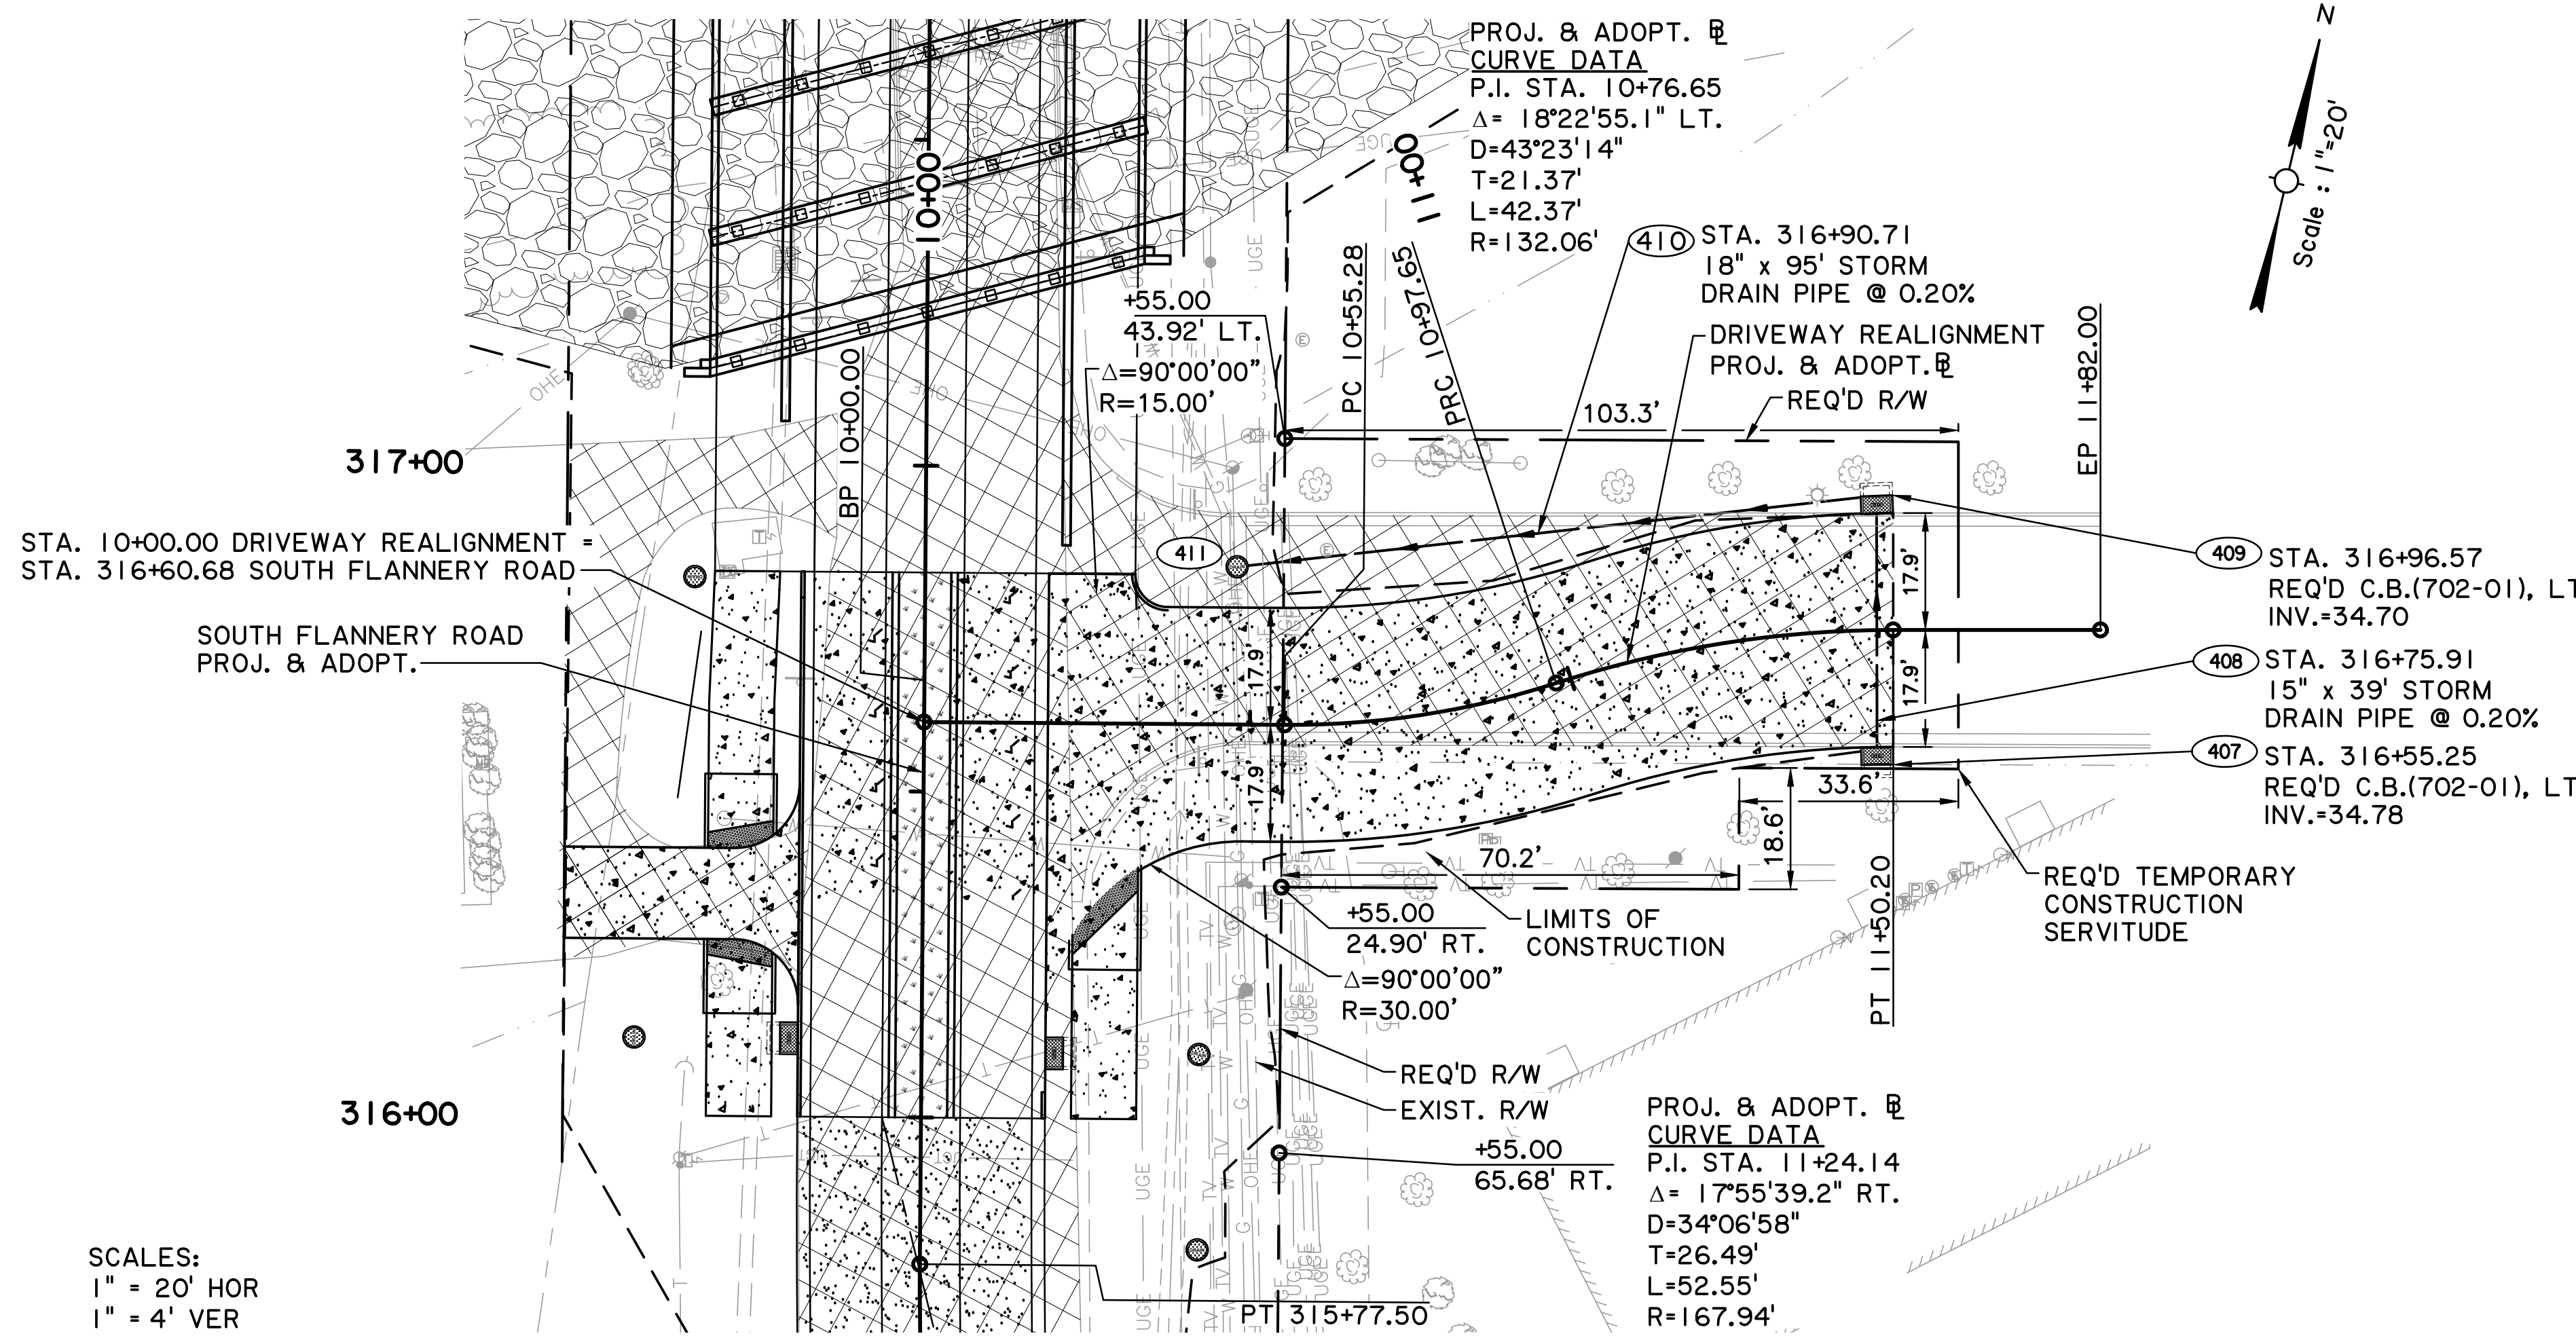 PROJ. & ADOPT. BL
CURVE DATA
P.I. STA. 10+76.65
Δ= 18°22'55.1" LT.
D=43°23'14"
T=21.37'
L=42.37'
R=132.06'
N
Scale : 1"=20'
10+00
11+00
410
STA. 316+90.71
18" x 95' STORM
DRAIN PIPE @ 0.20%
DRIVEWAY REALIGNMENT
PROJ. & ADOPT. BL
REQ'D R/W
+55.00
43.92' LT.
Δ=90°00'00"
R=15.00'
BP 10+00.00
PC 10+55.28
PRC 10+97.65
103.3'
EP 11+82.00
OHE
OHE
OHE
UGE
UGE
317+00
STA. 10+00.00 DRIVEWAY REALIGNMENT =
STA. 316+60.68 SOUTH FLANNERY ROAD
411
409
STA. 316+96.57
REQ'D C.B.(702-01), LT
INV.=34.70
17.9'
17.9'
17.9'
17.9'
SOUTH FLANNERY ROAD
PROJ. & ADOPT.
408
STA. 316+75.91
15" x 39' STORM
DRAIN PIPE @ 0.20%
407
STA. 316+55.25
REQ'D C.B.(702-01), LT
INV.=34.78
33.6'
18.6'
70.2'
+55.00
24.90' RT.
LIMITS OF
CONSTRUCTION
PT 11+50.20
REQ'D TEMPORARY
CONSTRUCTION
SERVITUDE
Δ=90°00'00"
R=30.00'
REQ'D R/W
EXIST. R/W
316+00
+55.00
65.68' RT.
PROJ. & ADOPT. BL
CURVE DATA
P.I. STA. 11+24.14
Δ= 17°55'39.2" RT.
D=34°06'58"
T=26.49'
L=52.55'
R=167.94'
PT 315+77.50
SCALES:
1" = 20' HOR
1" = 4' VER